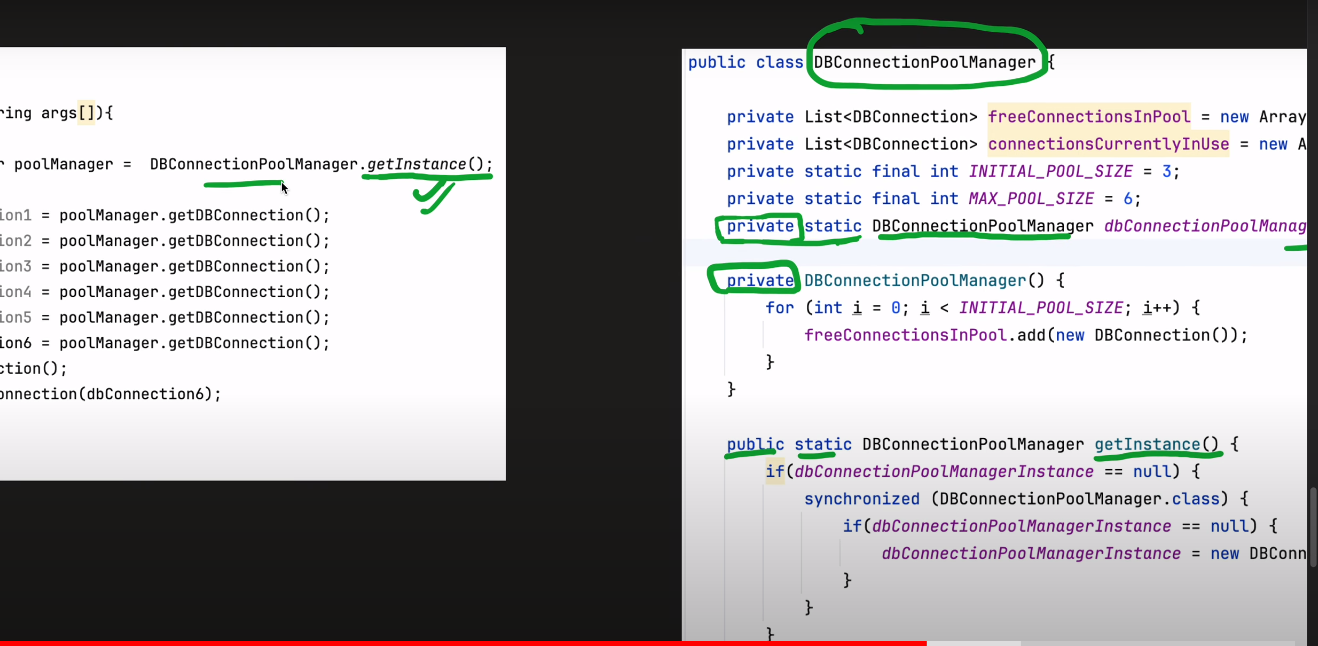 ring args[]){
r poolManager = DBConnectionPoolManager.getInstance();
ion1 = poolManager.getDBConnection();
ion2 = poolManager.getDBConnection();
ion3 = poolManager.getDBConnection();
ion4 = poolManager.getDBConnection();
ion5 = poolManager.getDBConnection();
ion6 = poolManager.getDBConnection();
ction();
onnection(dbConnection6);
public class DBConnectionPoolManager {
private List<DBConnection> freeConnectionsInPool = new Array
private List<DBConnection> connectionsCurrentlyInUse = new A
private static final int INITIAL_POOL_SIZE = 3;
private static final int MAX_POOL_SIZE = 6;
private static DBConnectionPoolManager dbConnectionPoolManag
private DBConnectionPoolManager() {
for (int i = 0; i < INITIAL_POOL_SIZE; i++) {
freeConnectionsInPool.add(new DBConnection());
}
}
public static DBConnectionPoolManager getInstance() {
if(dbConnectionPoolManagerInstance == null) {
synchronized (DBConnectionPoolManager.class) {
if(dbConnectionPoolManagerInstance == null) {
dbConnectionPoolManagerInstance = new DBConn
}
}
}